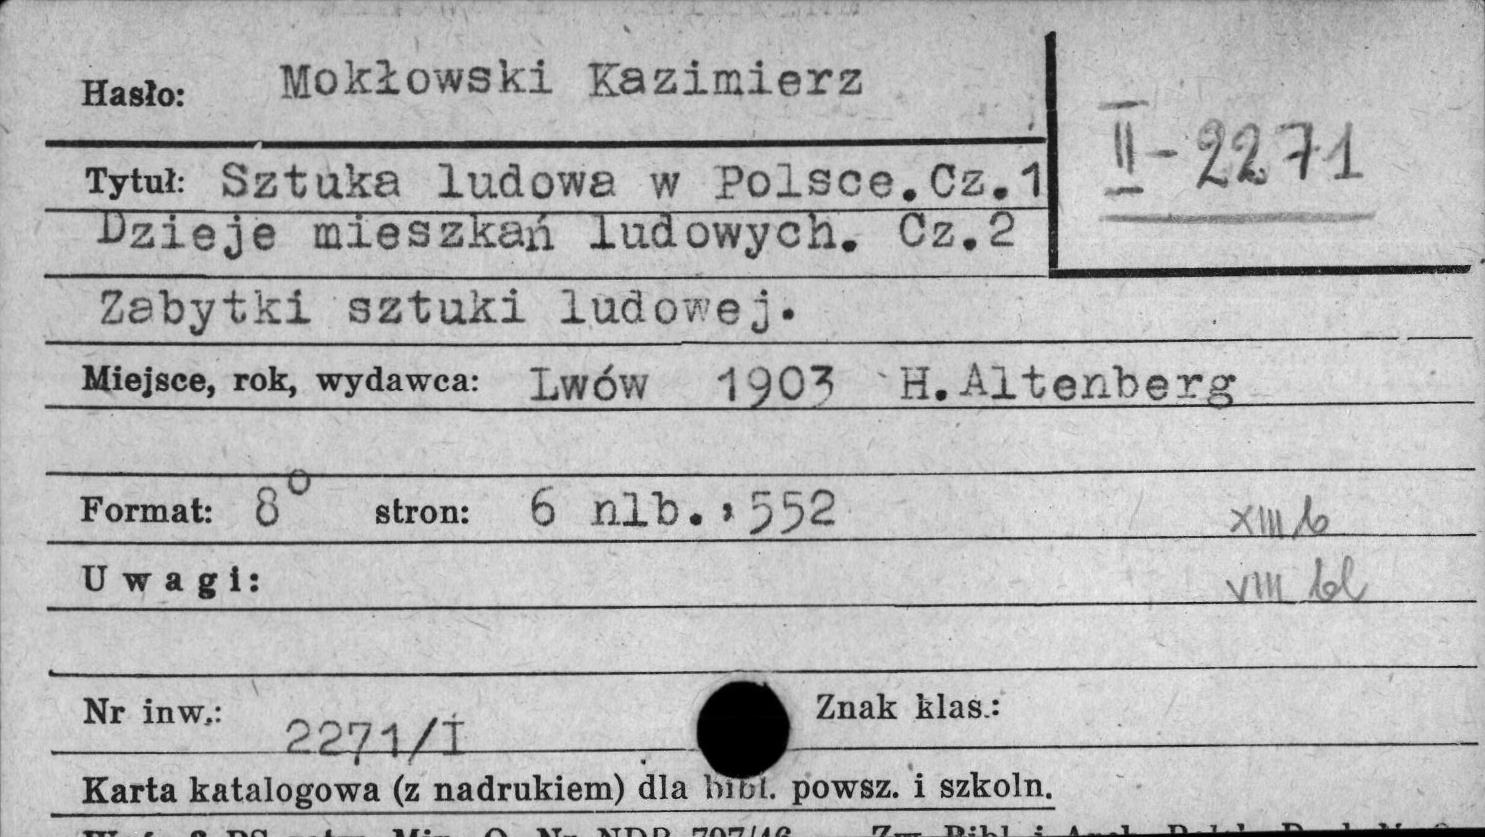 Hasło: Mokłowski Kazimierz
II-2271
Tytuł: Sztuka ludowa w Polsce.Cz.1
Dzieje mieszkań ludowych. Cz.2
Zabytki sztuki ludowej.
Miejsce, rok, wydawca: Lwów 1903 H.Altenberg
Format: 8° stron: 6 nlb.,552
XIII b
Uwagi:
VIII bl
Nr inw.: 2271/I Znak klas.:
Karta katalogowa (z nadrukiem) dla bibl. powsz. i szkoln.